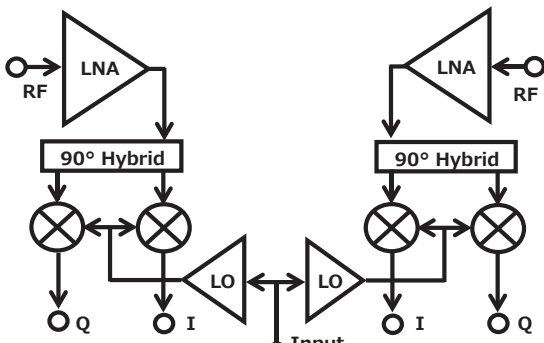 LNA
LNA
RF
RF
90° Hybrid
90° Hybrid
LO
LO
Q
I
I
Q
Input